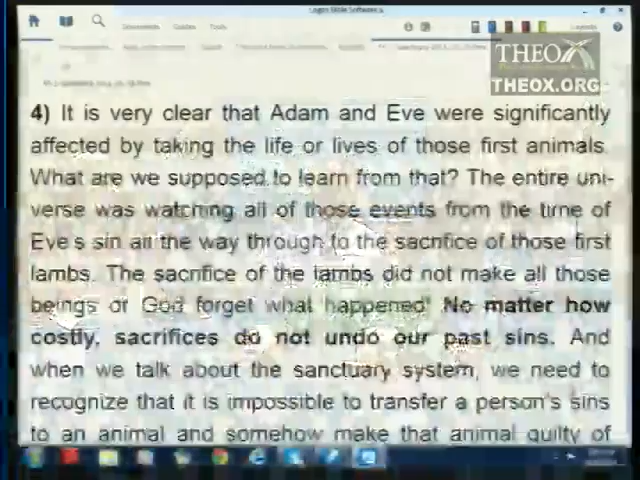 Logos Bible Software
THEOX
THEOX.ORG
4) It is very clear that Adam and Eve were significantly
affected by taking the life or lives of those first animals.
What are we supposed to learn from that? The entire uni-
verse was watching all of those events from the time of
Eve's sin all the way through to the sacrifice of those first
lambs. The sacrifice of the lambs did not make all those
beings or God forget what happened! No matter how
costly, sacrifices do not undo our past sins. And
when we talk about the sanctuary system, we need to
recognize that it is impossible to transfer a person's sins
to an animal and somehow make that animal guilty of